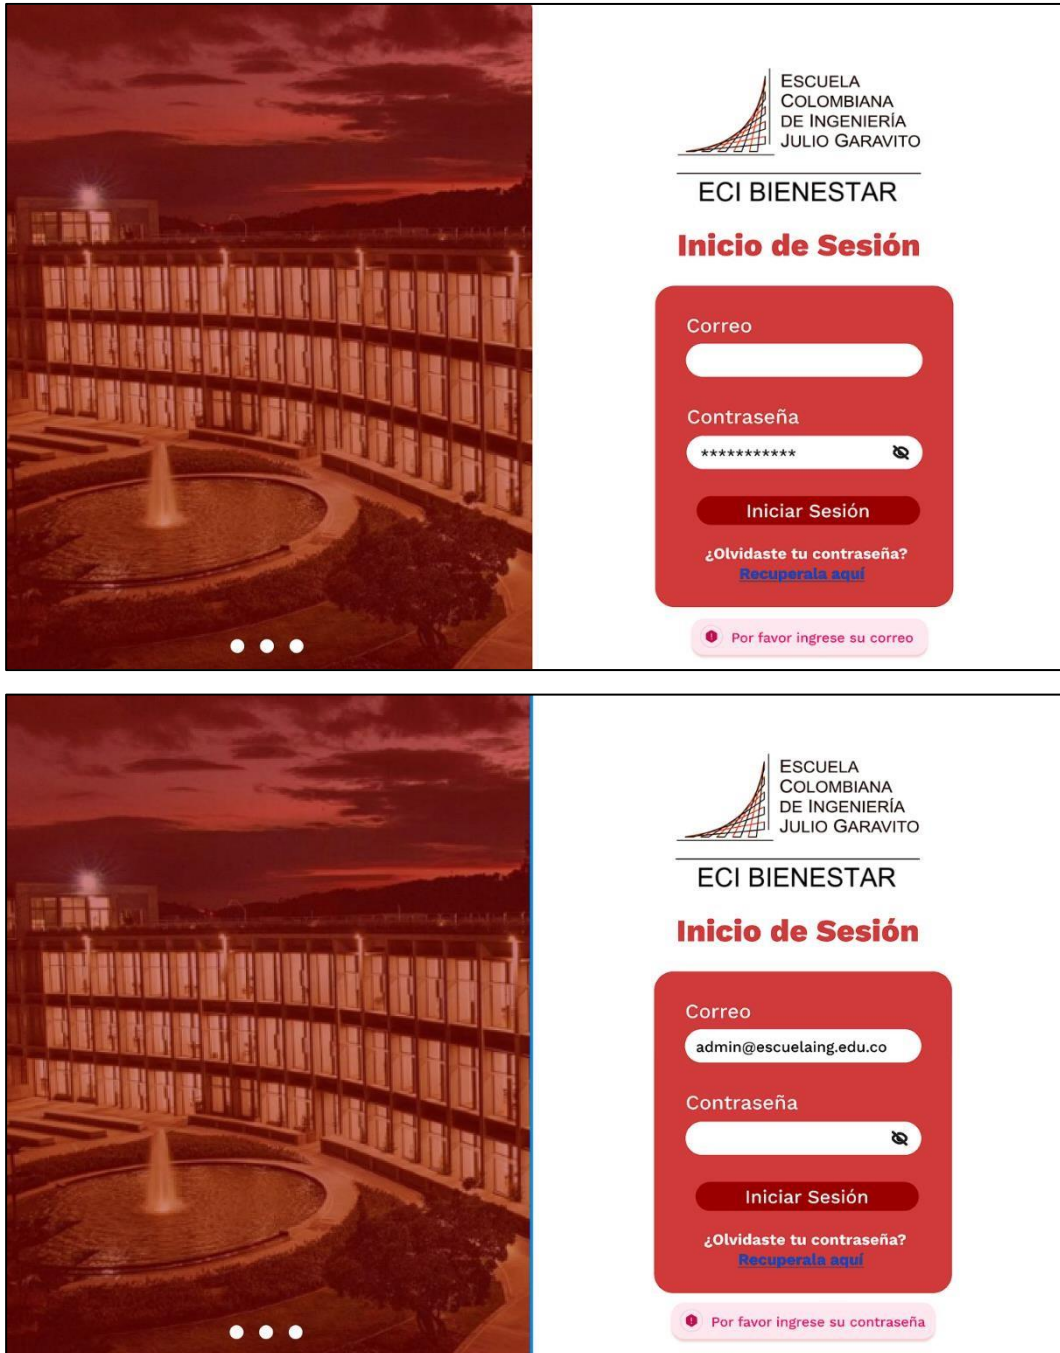 ESCUELA
COLOMBIANA
DE INGENIERÍA
JULIO GARAVITO
ECI BIENESTAR
Inicio de Sesión
Correo
Contraseña
***********
Iniciar Sesión
¿Olvidaste tu contraseña?
Recuperala aquí
Por favor ingrese su correo
ESCUELA
COLOMBIANA
DE INGENIERÍA
JULIO GARAVITO
ECI BIENESTAR
Inicio de Sesión
Correo
admin@escuelaing.edu.co
Contraseña
Iniciar Sesión
¿Olvidaste tu contraseña?
Recuperala aquí
Por favor ingrese su contraseña